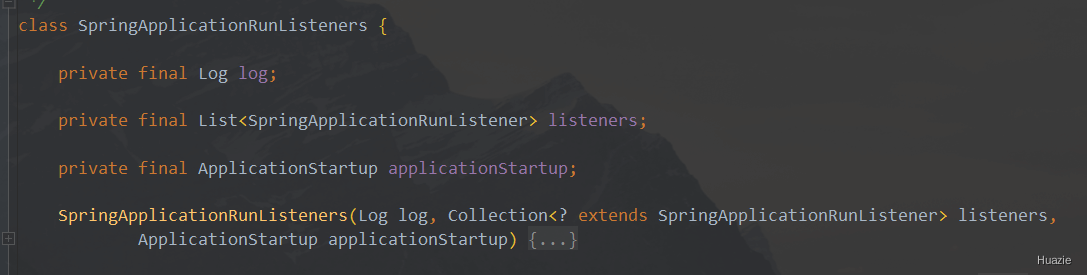 */
class SpringApplicationRunListeners {
private final Log log;
private final List<SpringApplicationRunListener> listeners;
private final ApplicationStartup applicationStartup;
SpringApplicationRunListeners(Log log, Collection<? extends SpringApplicationRunListener> listeners,
ApplicationStartup applicationStartup) {...}
Huazie